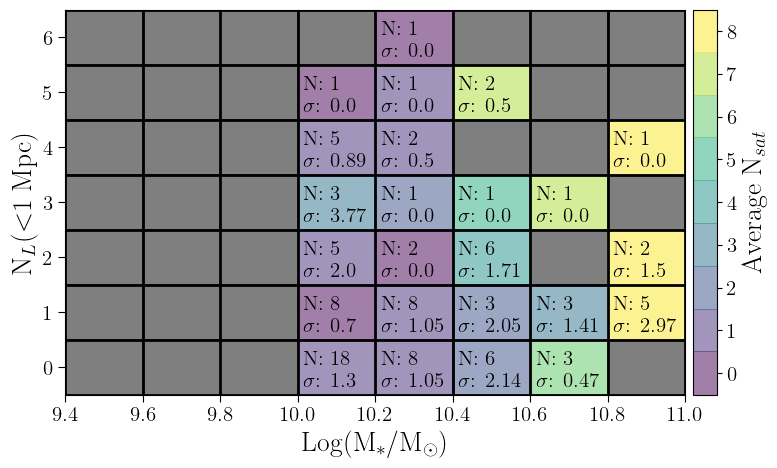 6
N: 1
σ: 0.0
5
N: 1
σ: 0.0
N: 1
σ: 0.0
N: 2
σ: 0.5
4
N: 5
σ: 0.89
N: 2
σ: 0.5
N: 1
σ: 0.0
3
N: 3
σ: 3.77
N: 1
σ: 0.0
N: 1
σ: 0.0
N: 1
σ: 0.0
2
N: 5
σ: 2.0
N: 2
σ: 0.0
N: 6
σ: 1.71
N: 2
σ: 1.5
1
N: 8
σ: 0.7
N: 8
σ: 1.05
N: 3
σ: 2.05
N: 3
σ: 1.41
N: 5
σ: 2.97
0
N: 18
σ: 1.3
N: 8
σ: 1.05
N: 6
σ: 2.14
N: 3
σ: 0.47
N_L(<1 Mpc)
9.4 9.6 9.8 10.0 10.2 10.4 10.6 10.8 11.0
Log(M_*/M_⊙)
8
7
6
5
4
3
2
1
0
Average N_sat